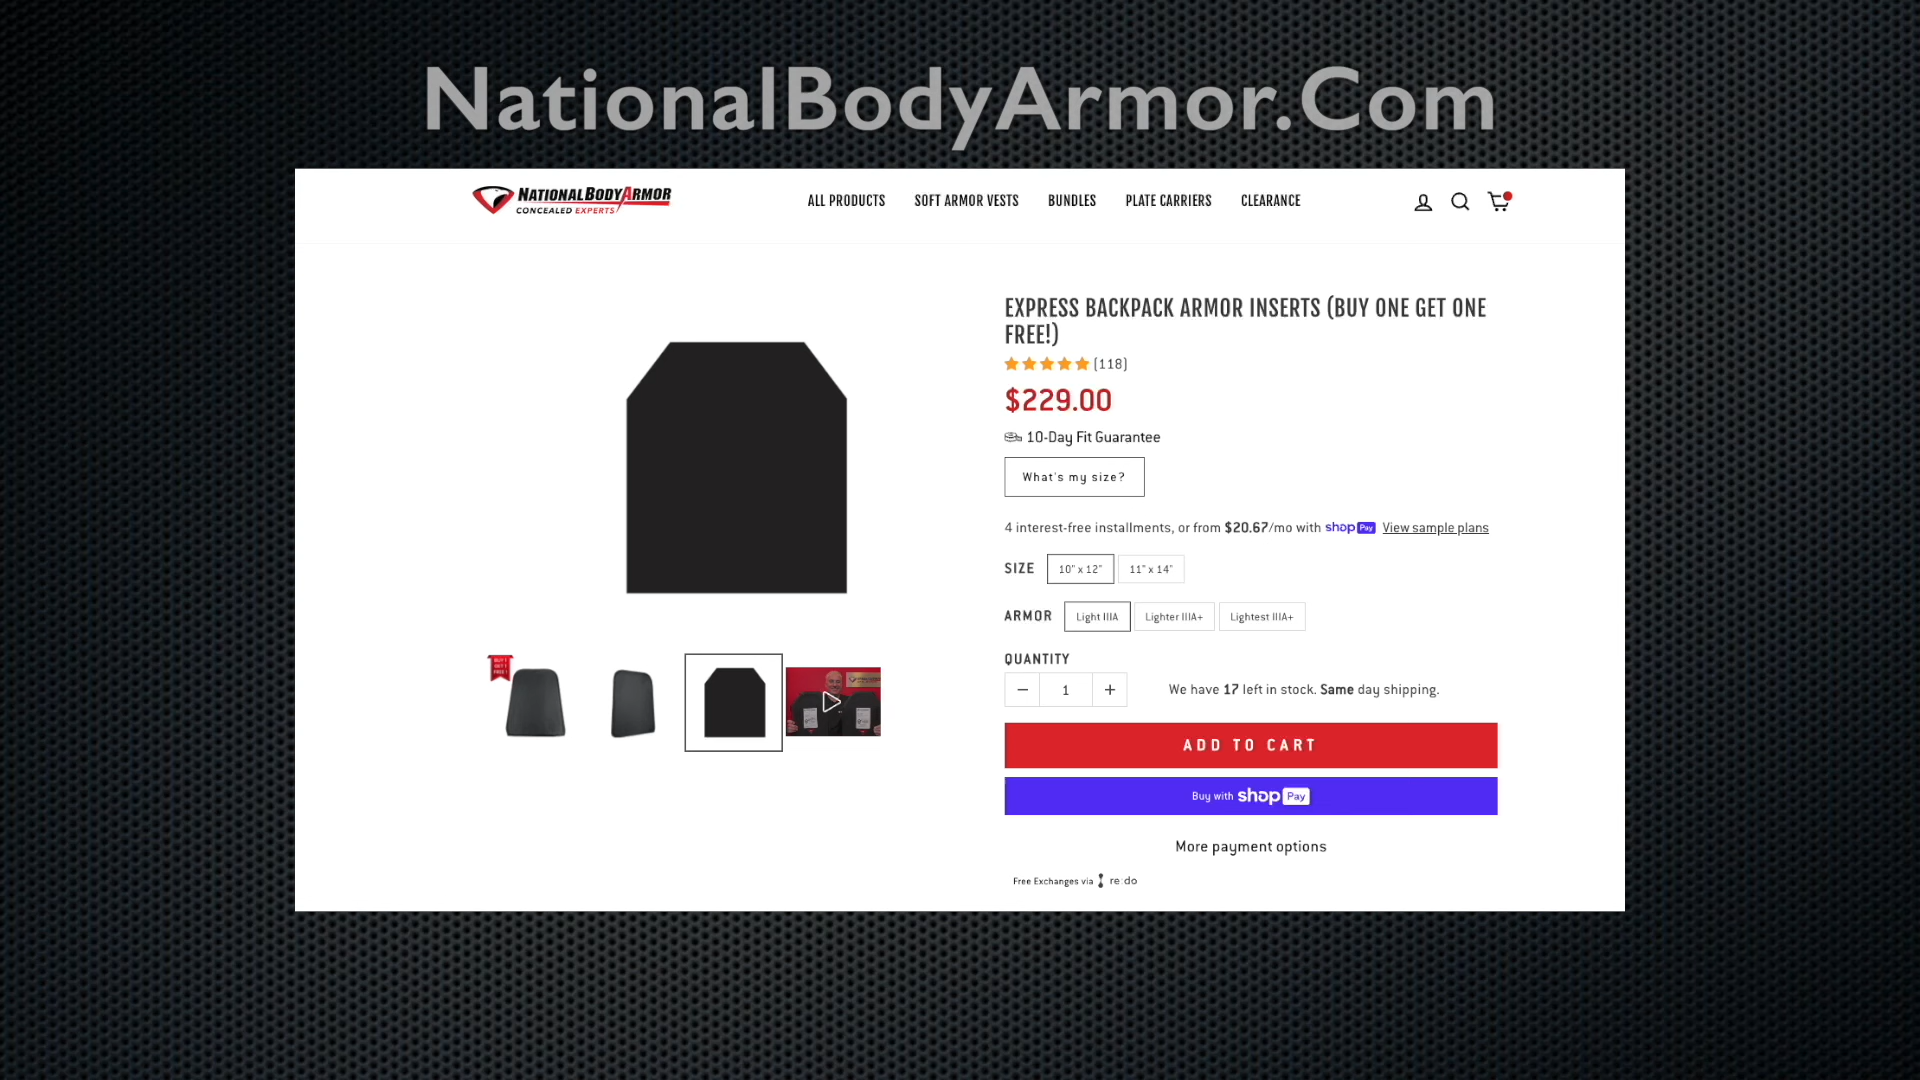 NationalBodyArmor.Com
NATIONALBODYARMOR
CONCEALED EXPERTS
ALL PRODUCTS
SOFT ARMOR VESTS
BUNDLES
PLATE CARRIERS
CLEARANCE
EXPRESS BACKPACK ARMOR INSERTS (BUY ONE GET ONE
FREE!)
(118)
$229.00
10-Day Fit Guarantee
What's my size?
4 interest-free installments, or from $20.67/mo with shop Pay View sample plans
SIZE 10" x 12" 11" x 14"
ARMOR Light IIIA Lighter IIIA+ Lightest IIIA+
QUANTITY
− 1 + We have 17 left in stock. Same day shipping.
ADD TO CART
Buy with shop Pay
More payment options
Free Exchanges via re:do